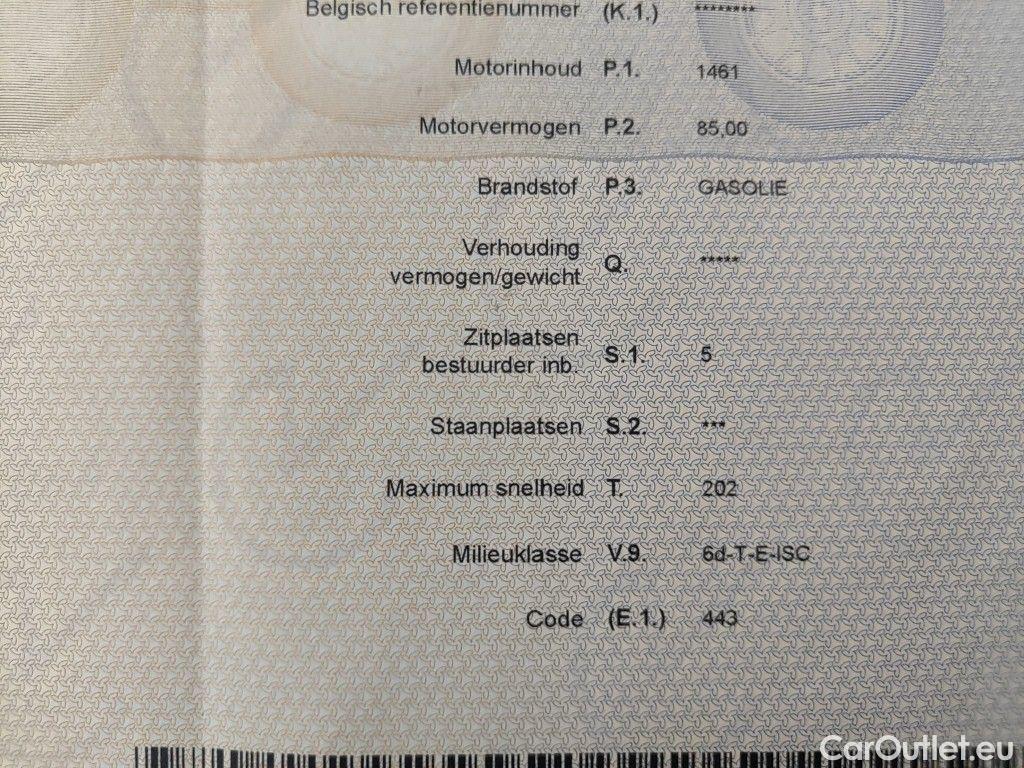 Belgisch referentienummer (K.1.) ********
Motorinhoud P.1. 1461
Motorvermogen P.2. 85,00
Brandstof P.3. GASOLIE
Verhouding
vermogen/gewicht Q. *****
Zitplaatsen
bestuurder inb. S.1. 5
Staanplaatsen S.2. ***
Maximum snelheid T. 202
Milieuklasse V.9. 6d-T-E-ISC
Code (E.1.) 443
CarOutlet.eu